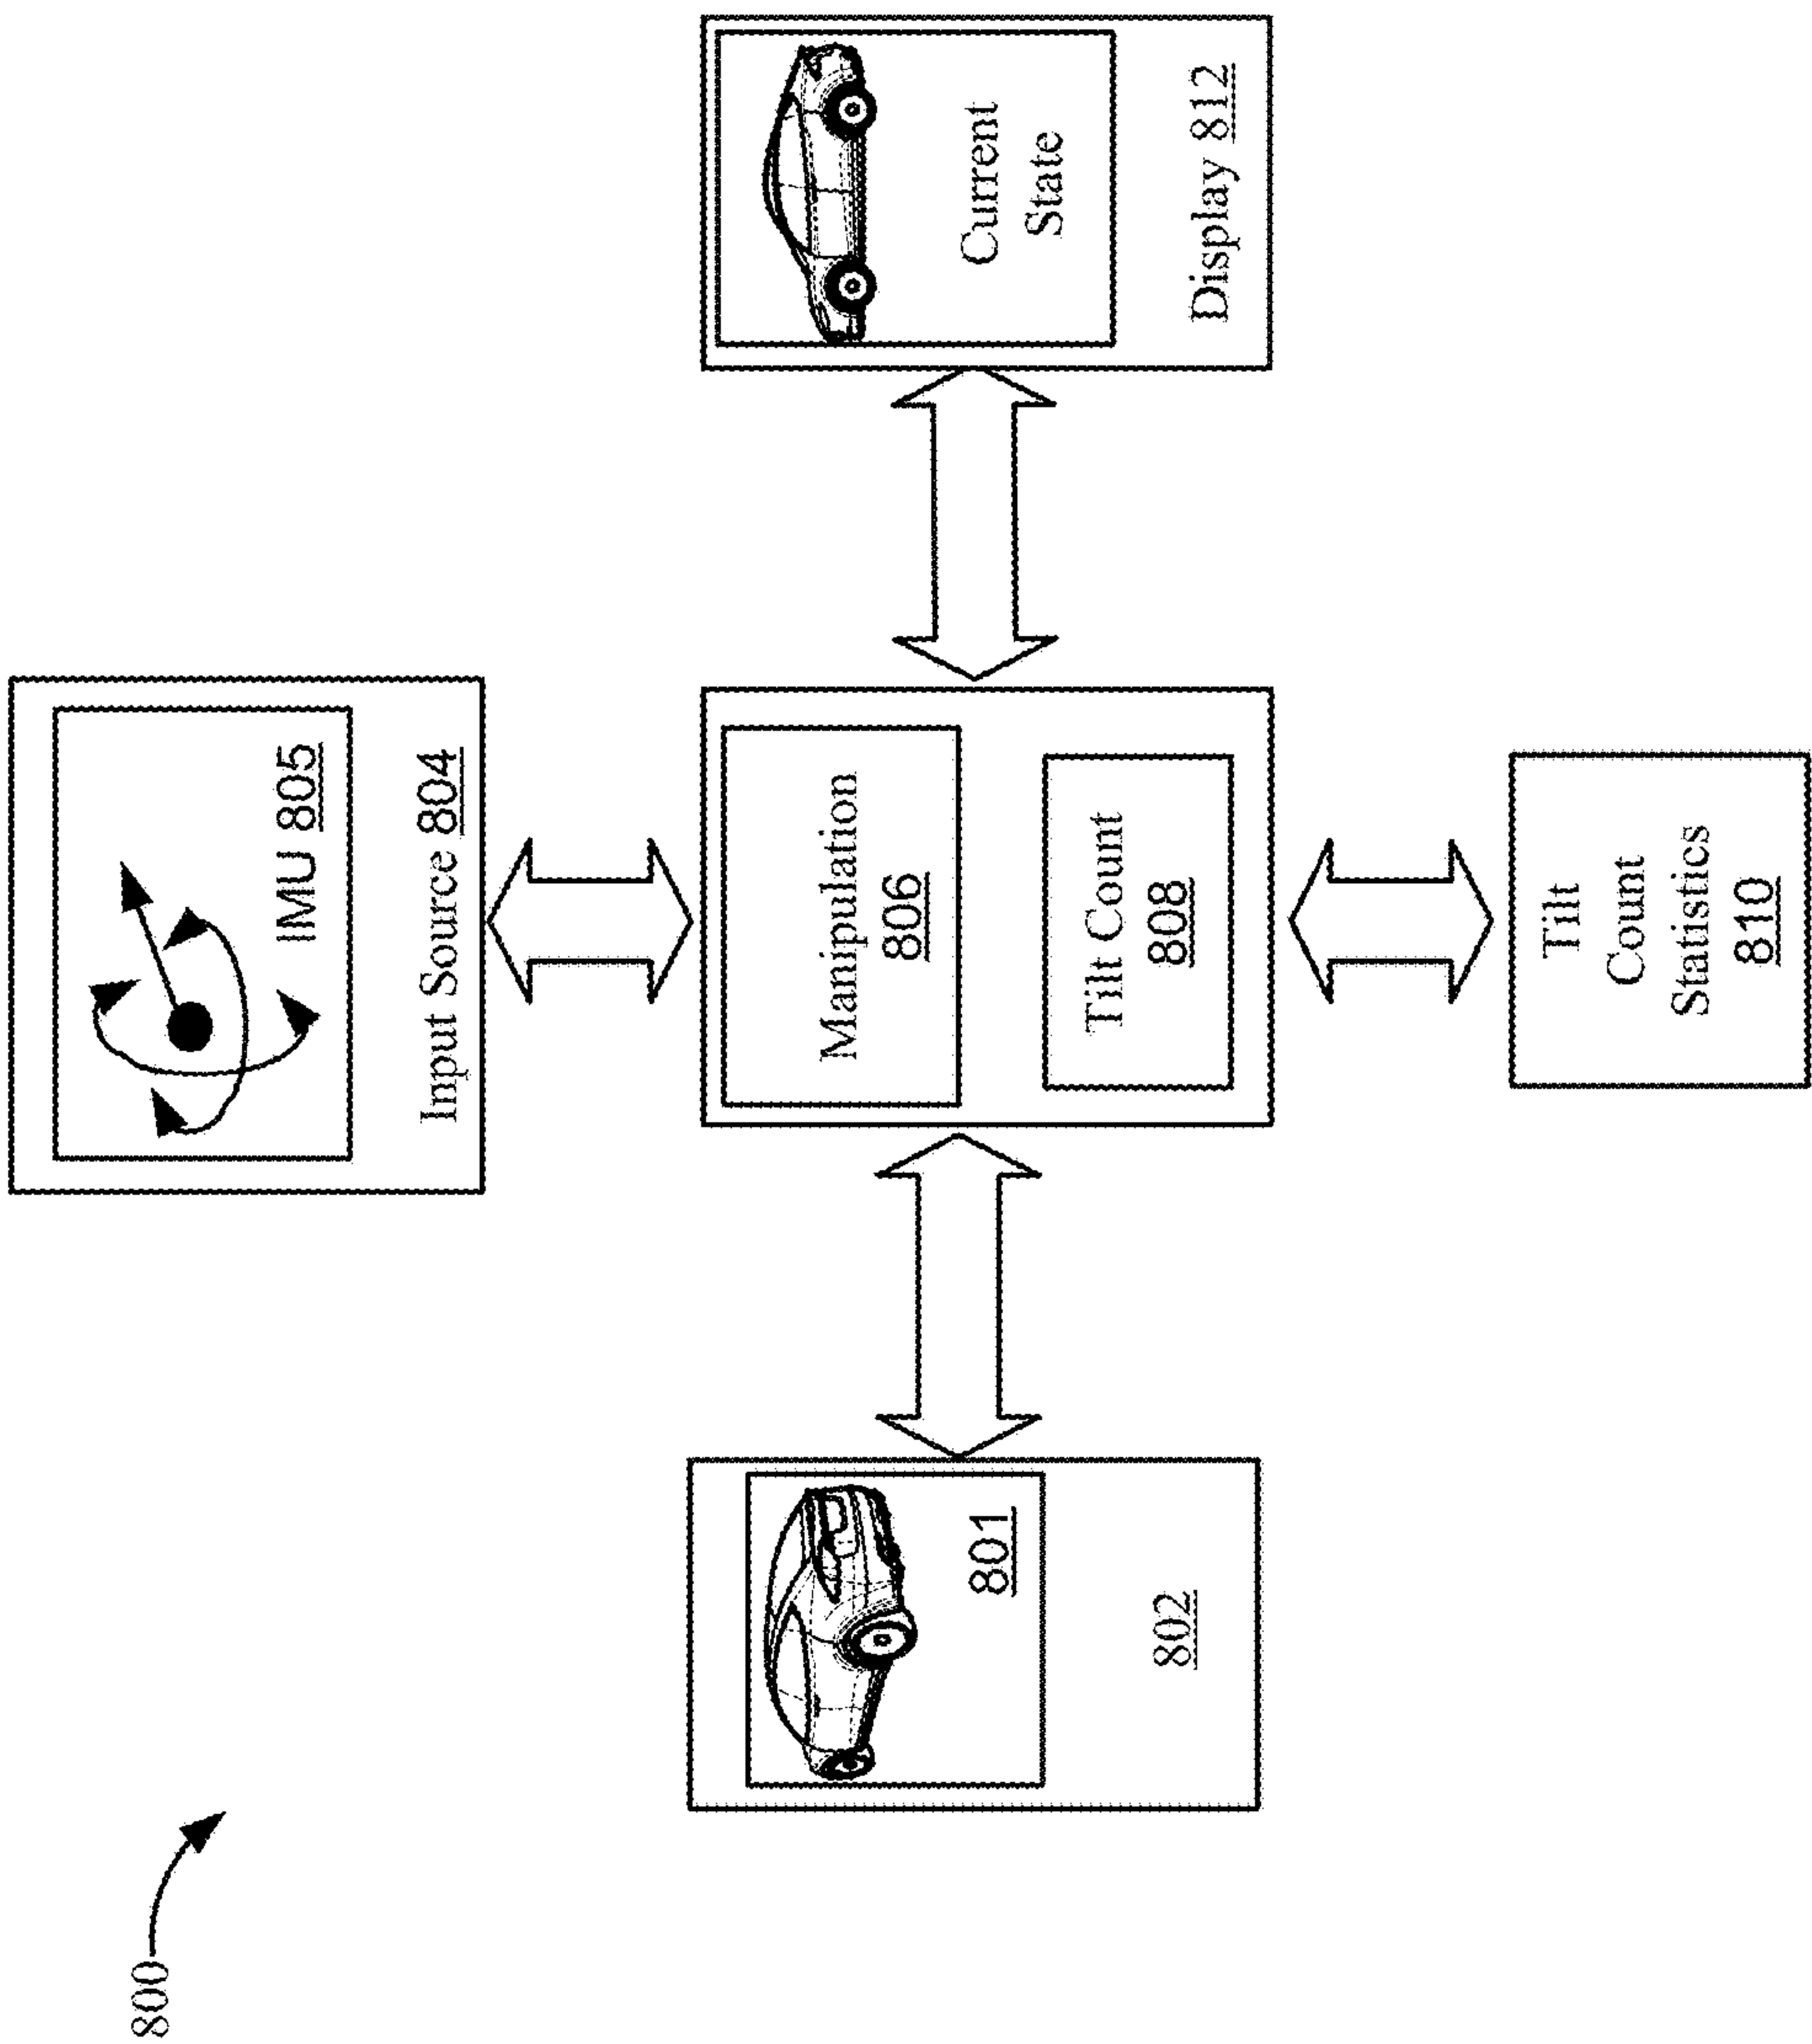 800
IMU 805
Input Source 804
801
802
Manipulation
806
Tilt Count
808
Current
State
Display 812
Tilt
Count
Statistics
810